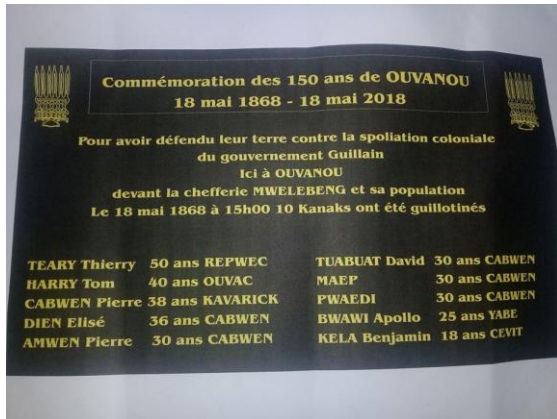 Commémoration des 150 ans de OUVANOU
18 mai 1868 - 18 mai 2018
Pour avoir défendu leur terre contre la spoliation coloniale
du gouvernement Guillain
Ici à OUVANOU
devant la chefferie MWELEBENG et sa population
Le 18 mai 1868 à 15h00 10 Kanaks ont été guillotinés
TEARY Thierry 50 ans REPWEC
HARRY Tom 40 ans OUVAC
CABWEN Pierre 38 ans KAVARICK
DIEN Elisé 36 ans CABWEN
AMWEN Pierre 30 ans CABWEN
TUABUAT David 30 ans CABWEN
MAEP 30 ans CABWEN
PWAEDI 30 ans CABWEN
BWAWI Apollo 25 ans YABE
KELA Benjamin 18 ans CEVIT